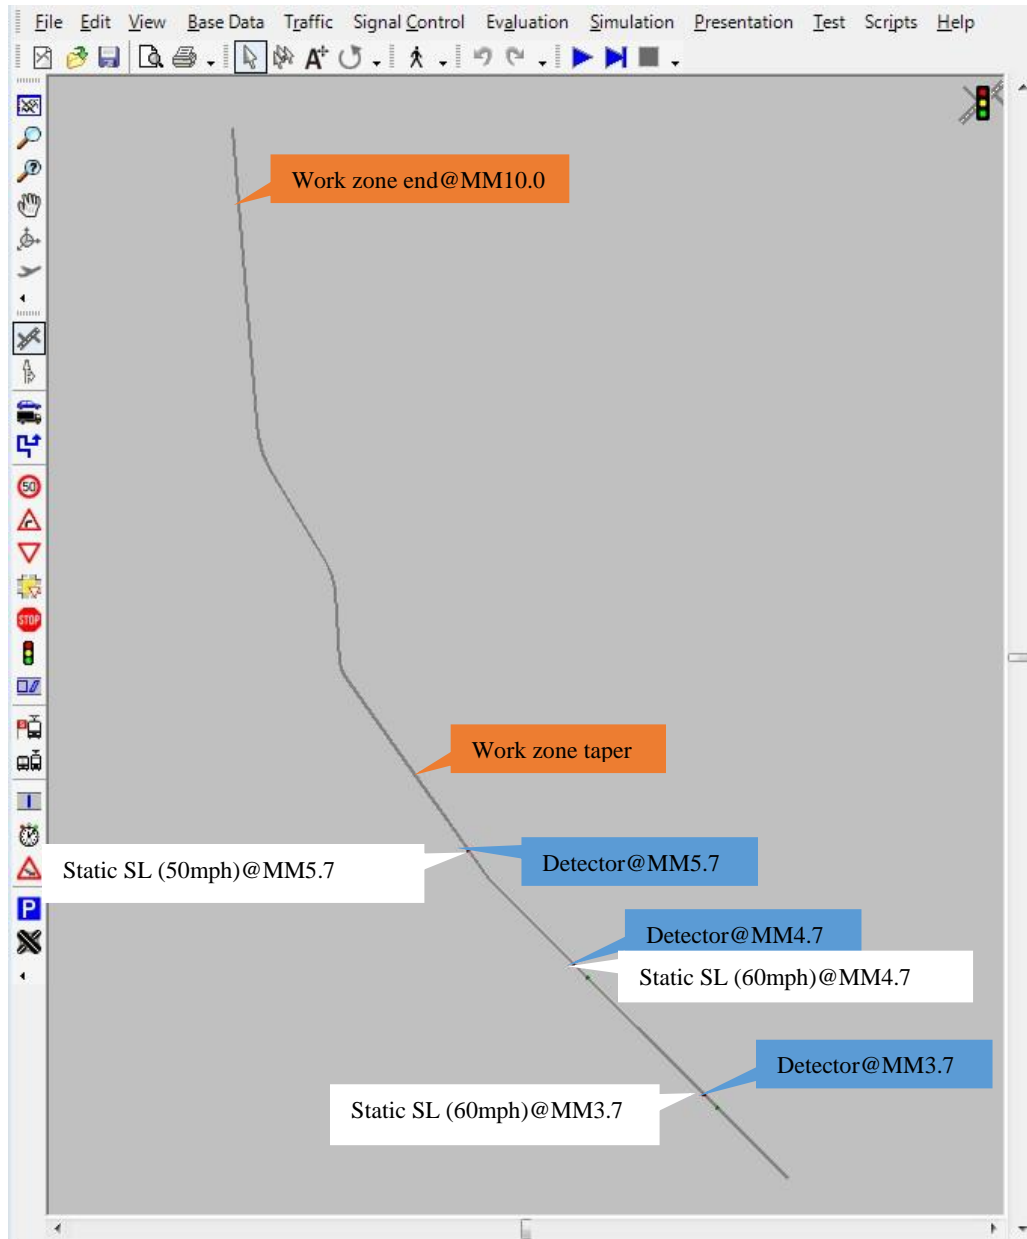 File Edit View Base Data Traffic Signal Control Evaluation Simulation Presentation Test Scripts Help
Work zone end@MM10.0
50
STOP
Work zone taper
Static SL (50mph)@MM5.7
Detector@MM5.7
P
Detector@MM4.7
Static SL (60mph)@MM4.7
Detector@MM3.7
Static SL (60mph)@MM3.7